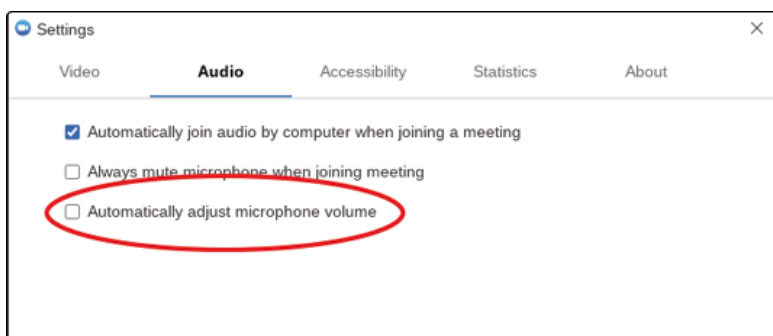 Settings
Video Audio Accessibility Statistics About
Automatically join audio by computer when joining a meeting
Always mute microphone when joining meeting
Automatically adjust microphone volume